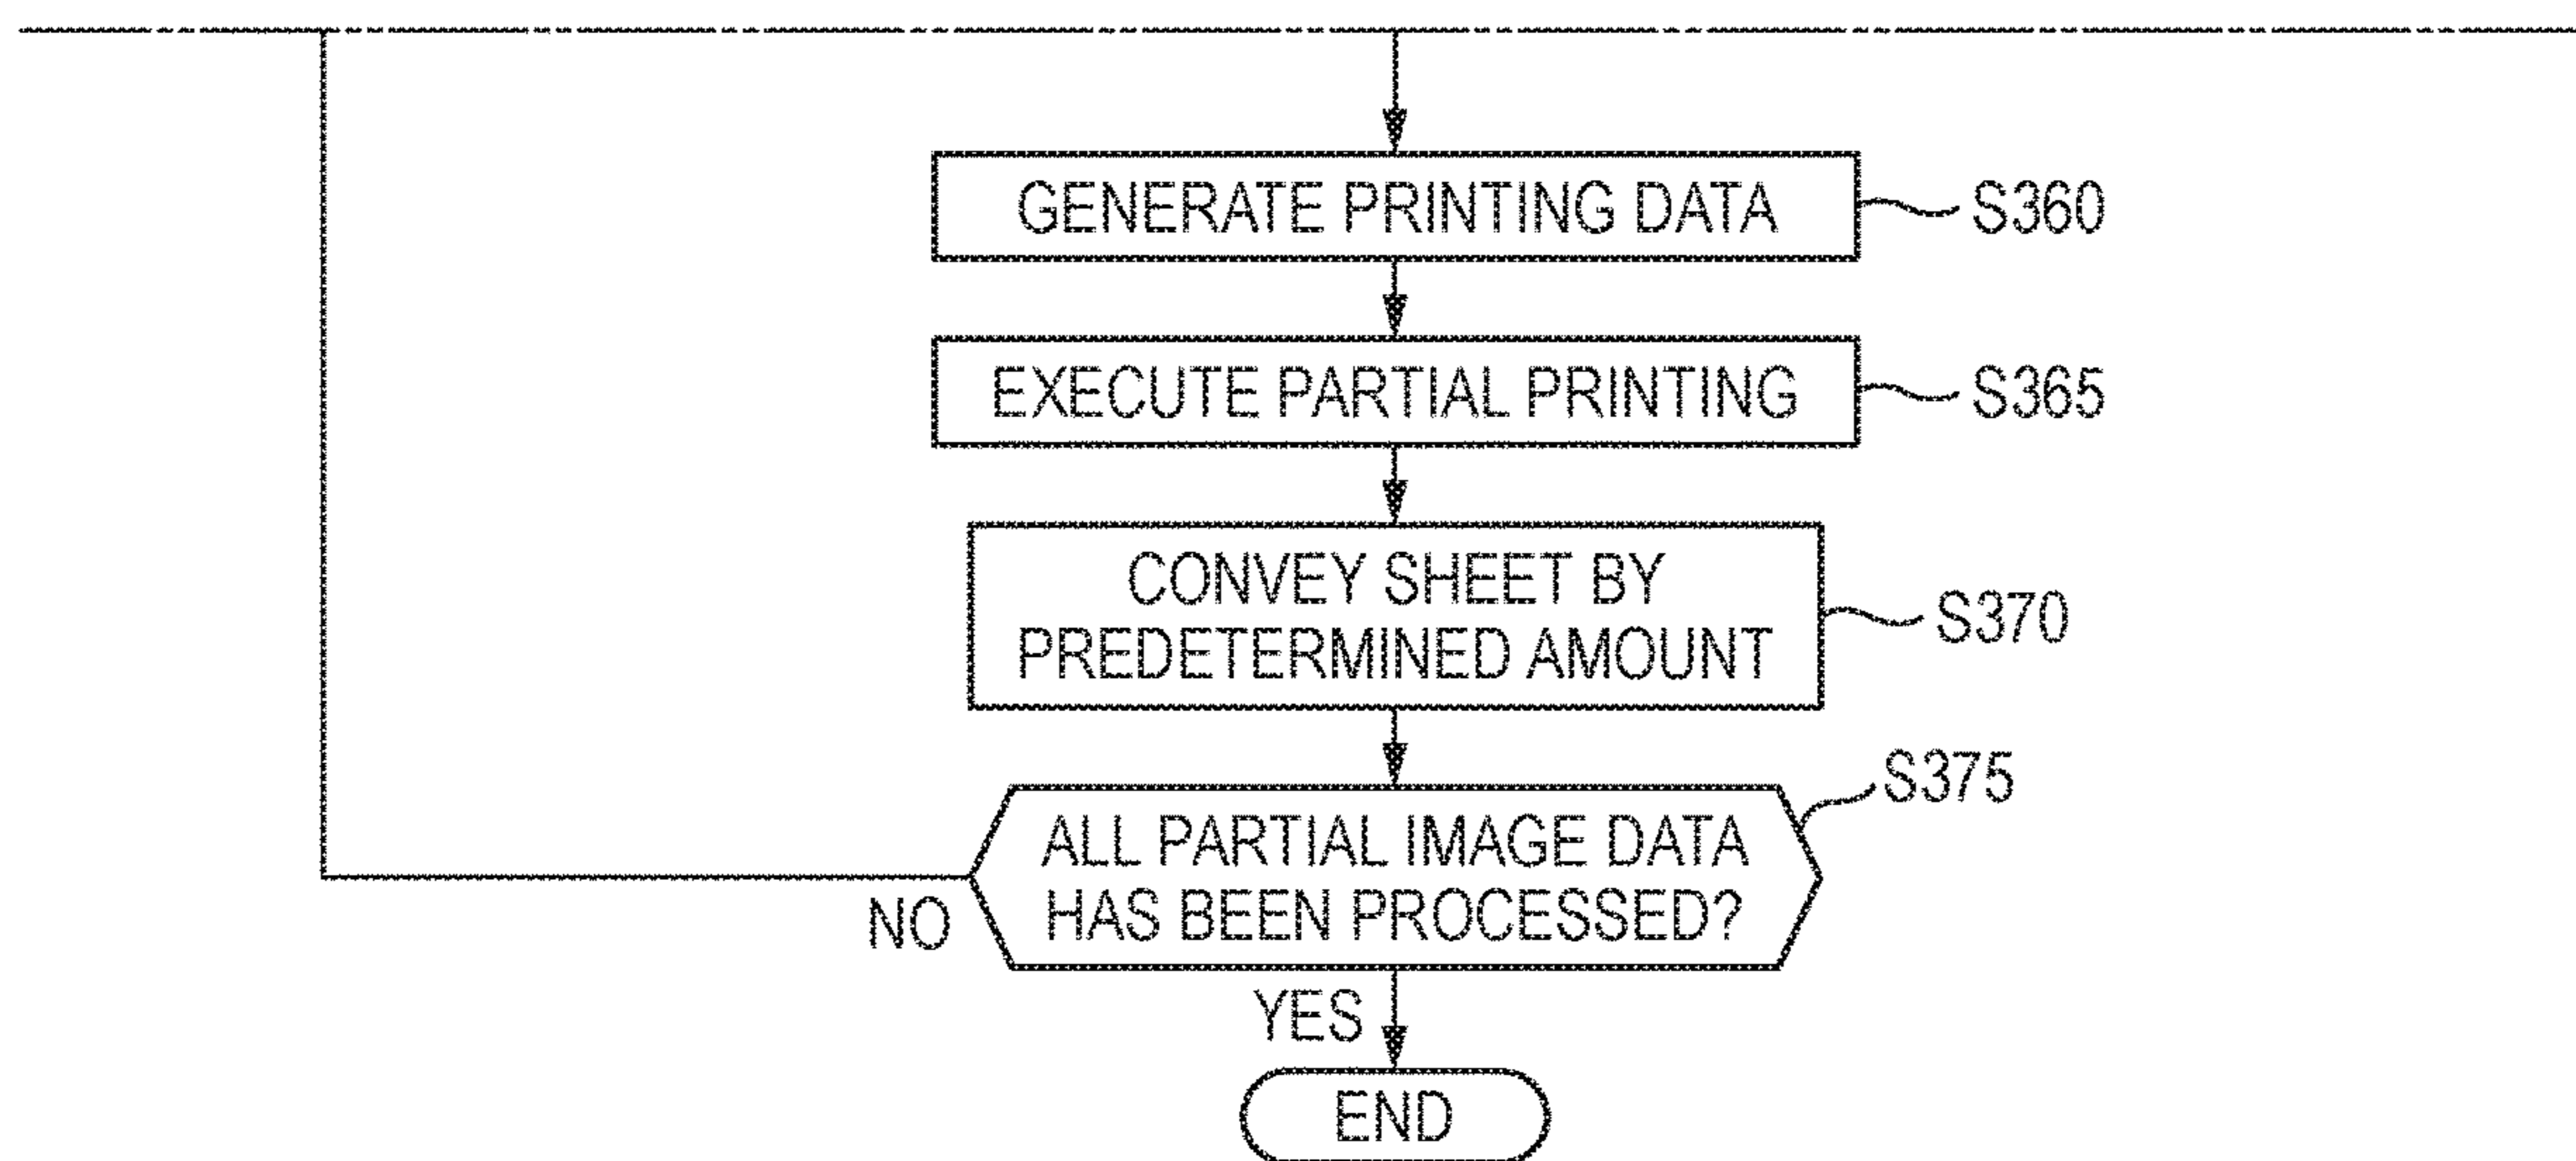 GENERATE PRINTING DATA
S360
EXECUTE PARTIAL PRINTING
S365
CONVEY SHEET BY
PREDETERMINED AMOUNT
S370
S375
ALL PARTIAL IMAGE DATA
HAS BEEN PROCESSED?
NO
YES
END